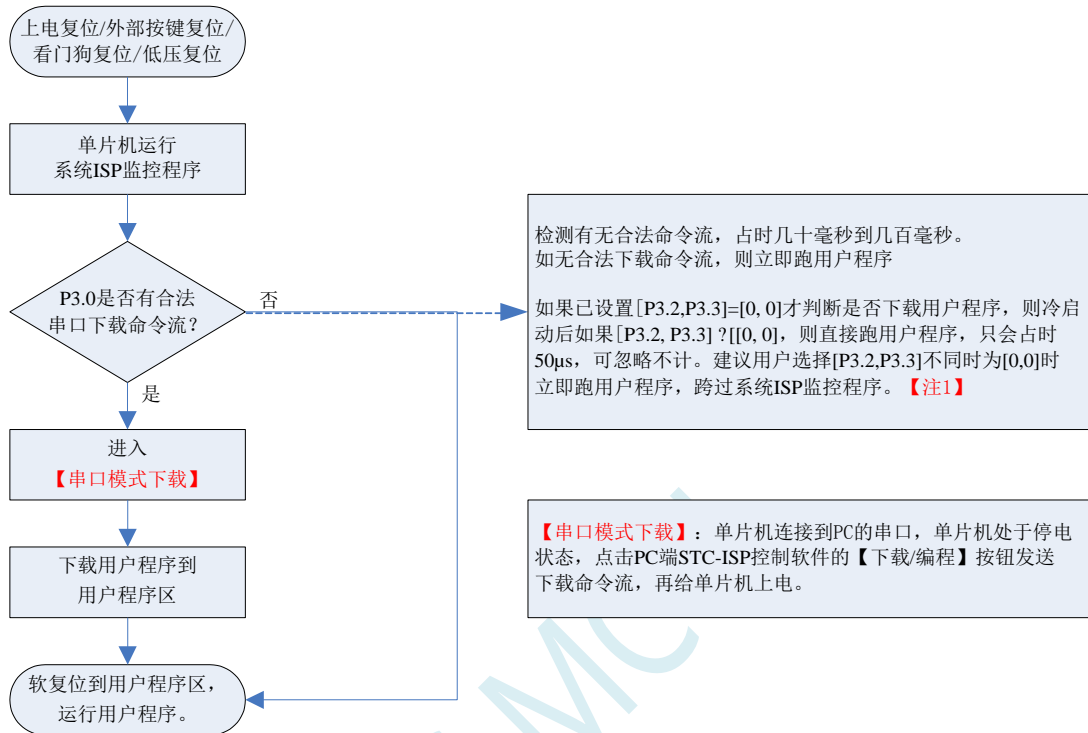 上电复位/外部按键复位/
看门狗复位/低压复位
单片机运行
系统ISP监控程序
P3.0是否有合法
串口下载命令流？
否
是
进入
【串口模式下载】
下载用户程序到
用户程序区
软复位到用户程序区，
运行用户程序。
检测有无合法命令流，占时几十毫秒到几百毫秒。
如无合法下载命令流，则立即跑用户程序
如果已设置[P3.2,P3.3]=[0, 0]才判断是否下载用户程序，则冷启
动后如果[P3.2, P3.3] ?[[0, 0]，则直接跑用户程序，只会占时
50μs，可忽略不计。建议用户选择[P3.2,P3.3]不同时为[0,0]时
立即跑用户程序，跨过系统ISP监控程序。【注1】
【串口模式下载】：单片机连接到PC的串口，单片机处于停电
状态，点击PC端STC-ISP控制软件的【下载/编程】按钮发送
下载命令流，再给单片机上电。
MCU